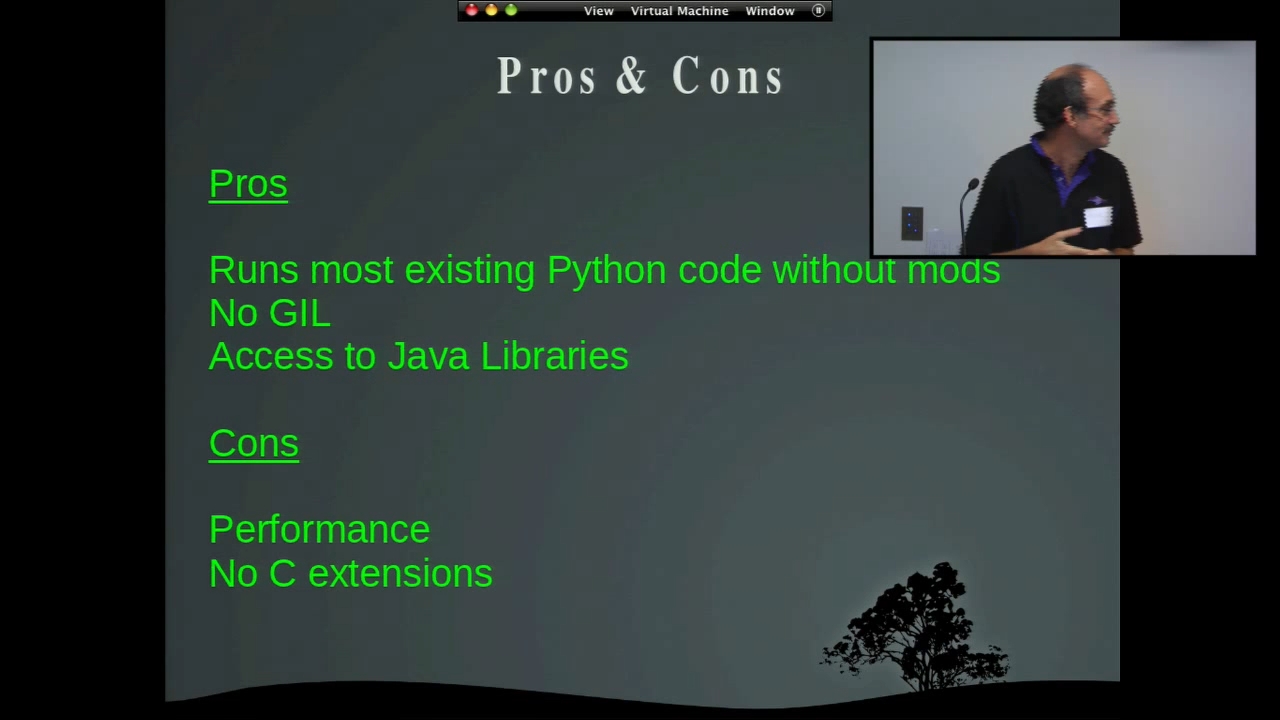 View Virtual Machine Window
Pros & Cons
Pros
Runs most existing Python code without mods
No GIL
Access to Java Libraries
Cons
Performance
No C extensions